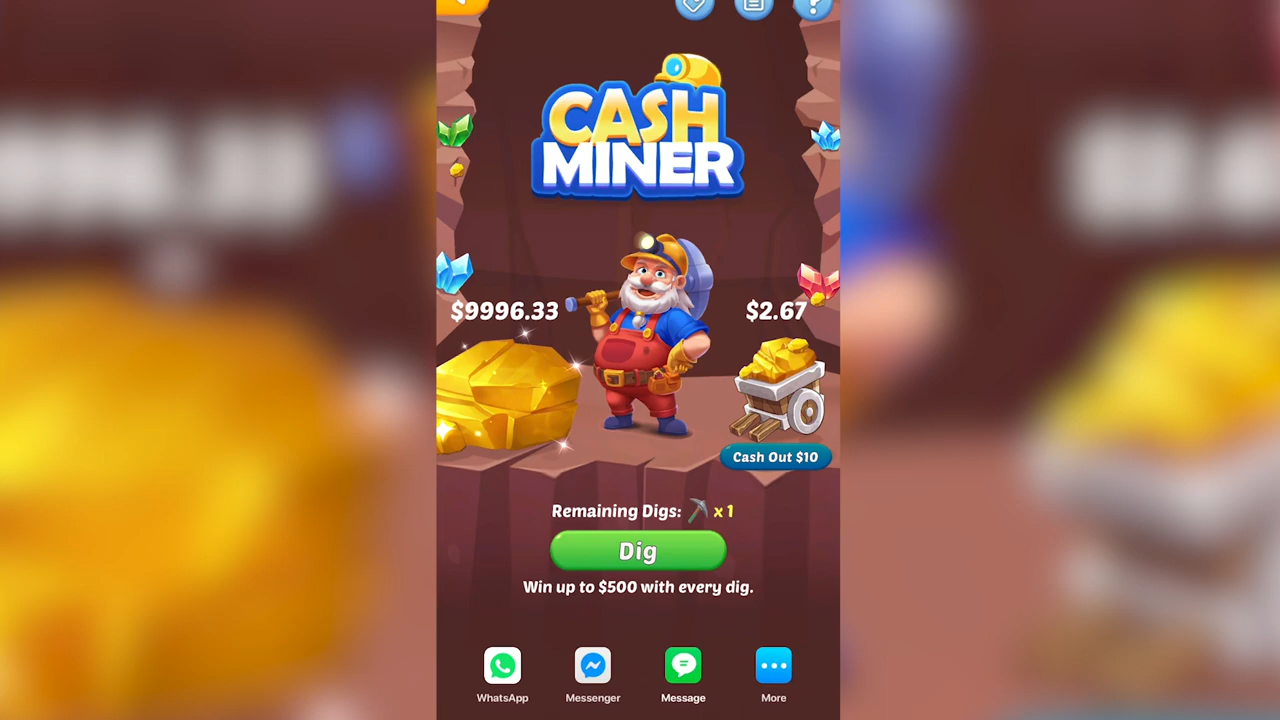 CASH
MINER
$9996.33
$2.67
Cash Out $10
Remaining Digs: x 1
Dig
Win up to $500 with every dig.
WhatsApp
Messenger
Message
More